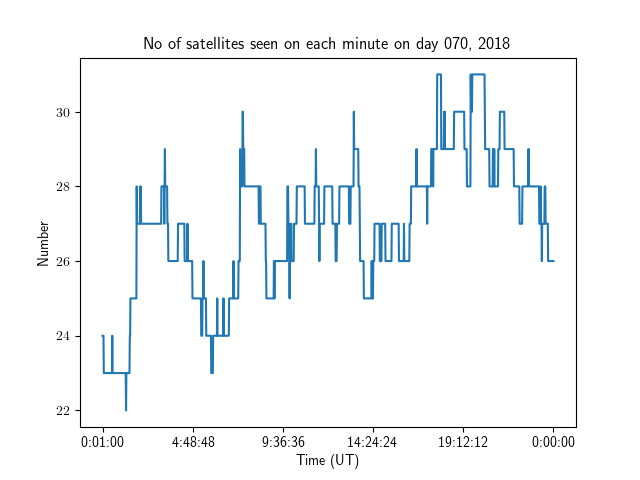 No of satellites seen on each minute on day 070, 2018
Number
30
28
26
24
22
0:01:00 4:48:48 9:36:36 14:24:24 19:12:12 0:00:00
Time (UT)